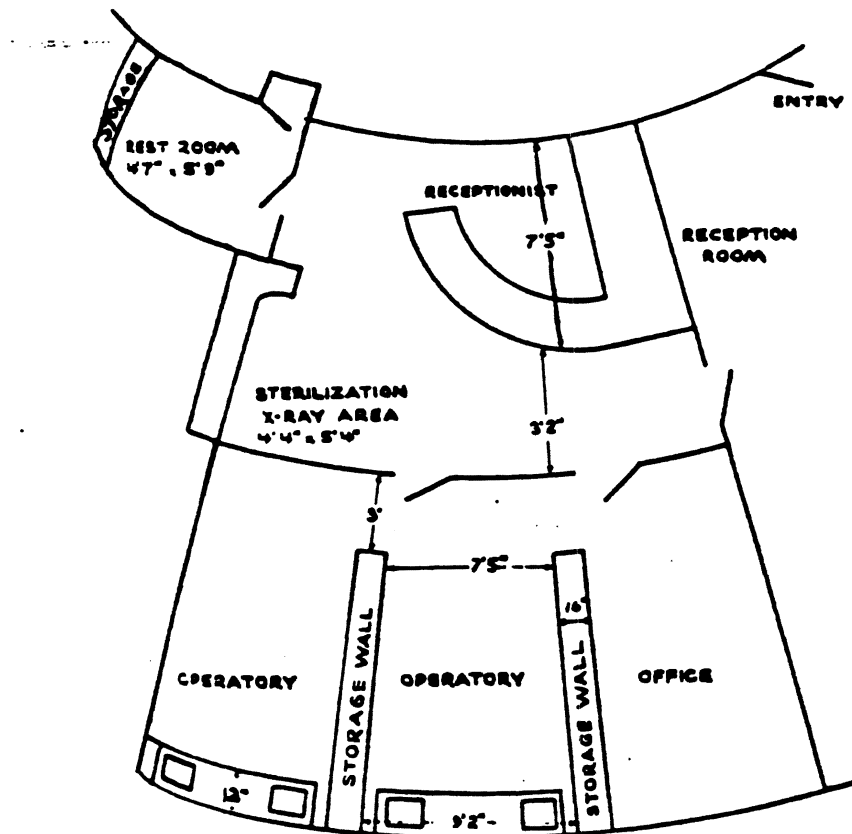 STORAGE
REST ROOM
4'7" x 5'9"
ENTRY
RECEPTIONIST
7'5"
RECEPTION
ROOM
STERILIZATION
X-RAY AREA
4'4" x 5'4"
3'2"
3'
7'5"
16"
OPERATORY
STORAGE WALL
OPERATORY
STORAGE WALL
OFFICE
12"
9'2"